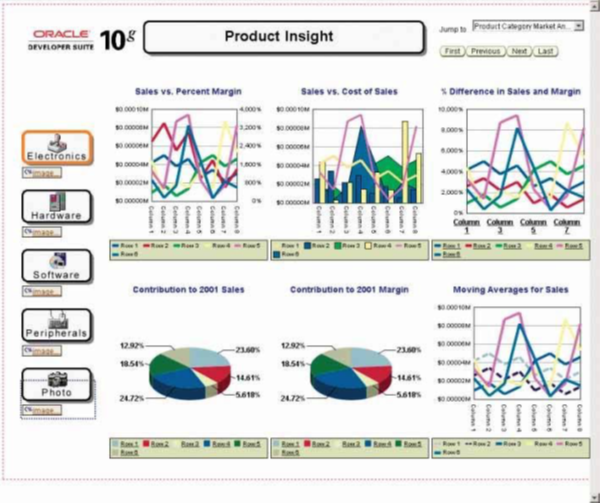 ORACLE
DEVELOPER SUITE
10g
Product Insight
Jump to
Product Category Market An...
First
Previous
Next
Last
Electronics
image...
Hardware
image...
Software
image...
Peripherals
image...
Photo
image...
Sales vs. Percent Margin
$0.00010M
$0.00008M
$0.00006M
$0.00004M
$0.00002M
$0.00000M
4,000%
3,200%
2,400%
1,600%
800%
0%
Column 1
Column 2
Column 3
Column 4
Column 5
Column 6
Column 7
Column 8
Row 1
Row 2
Row 3
Row 4
Row 5
Row 6
Sales vs. Cost of Sales
$0.00010M
$0.00008M
$0.00006M
$0.00004M
$0.00002M
$0.00000M
Column 1
Column 2
Column 3
Column 4
Column 5
Column 6
Column 7
Column 8
Row 1
Row 2
Row 3
Row 4
Row 5
Row 6
% Difference in Sales and Margin
10,000%
8,000%
6,000%
4,000%
2,000%
0%
Column 1
Column 3
Column 5
Column 7
Row 1
Row 2
Row 3
Row 4
Row 5
Row 6
Contribution to 2001 Sales
12.92%
18.54%
24.72%
23.60%
14.61%
5.618%
Row 1
Row 2
Row 3
Row 4
Row 5
Row 6
Contribution to 2001 Margin
12.92%
18.54%
24.72%
23.60%
14.61%
5.618%
Row 1
Row 2
Row 3
Row 4
Row 5
Row 6
Moving Averages for Sales
$0.00010M
$0.00008M
$0.00006M
$0.00004M
$0.00002M
$0.00000M
Column 1
Column 2
Column 3
Column 4
Column 5
Column 6
Column 7
Column 8
Row 1
Row 2
Row 3
Row 4
Row 5
Row 6